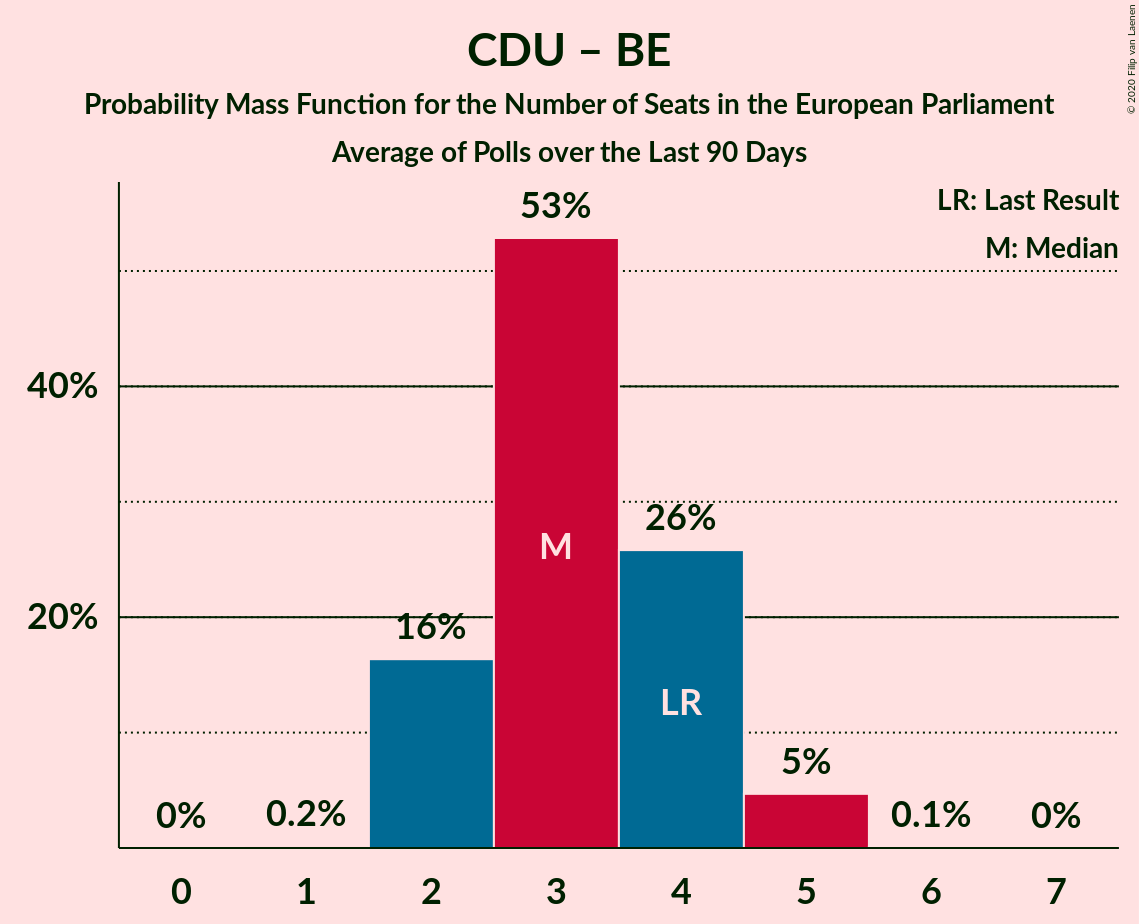 CDU – BE
Probability Mass Function for the Number of Seats in the European Parliament
Average of Polls over the Last 90 Days
© 2020 Filip van Laenen
LR: Last Result
M: Median
53%
40%
26%
M
20%
16%
LR
5%
0%
0.2%
0.1%
0%
0 1 2 3 4 5 6 7